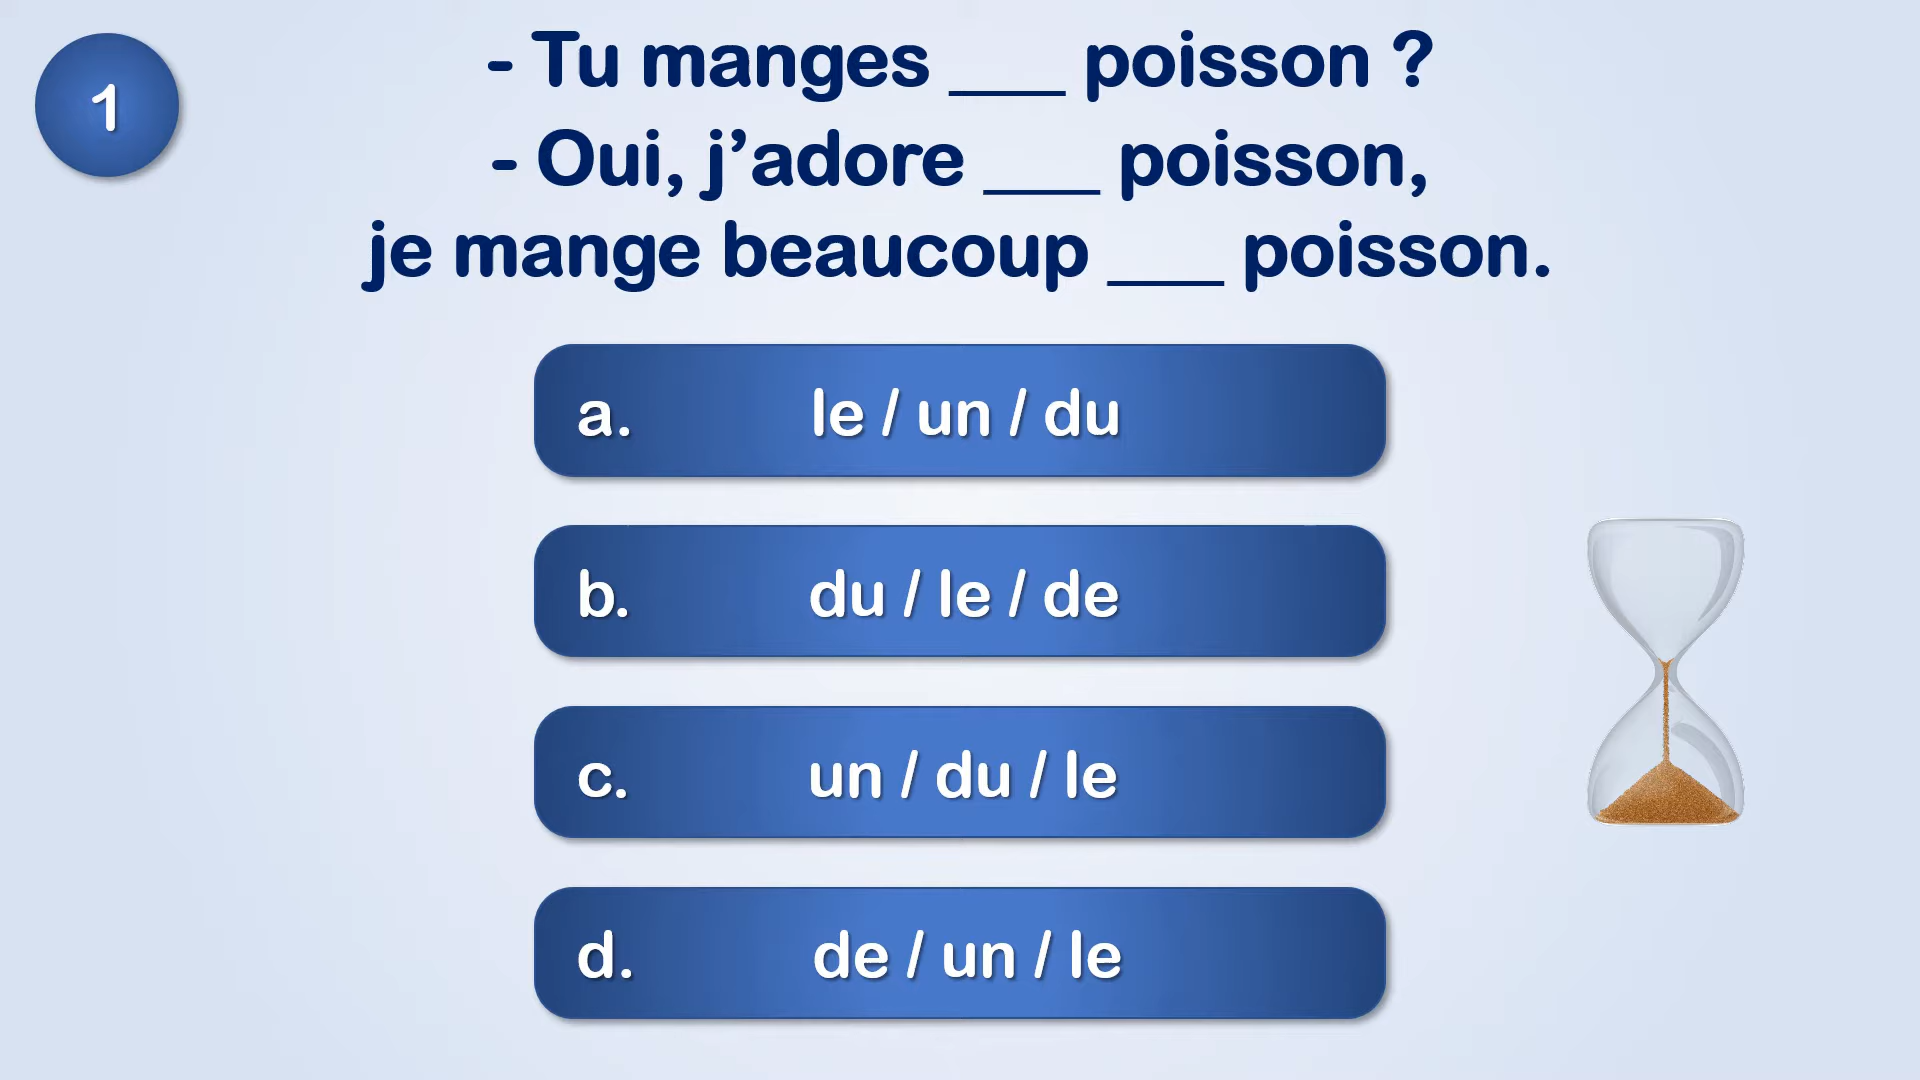 1
- Tu manges ___ poisson ?
- Oui, j’adore ___ poisson,
je mange beaucoup ___ poisson.
a. le / un / du
b. du / le / de
c. un / du / le
d. de / un / le